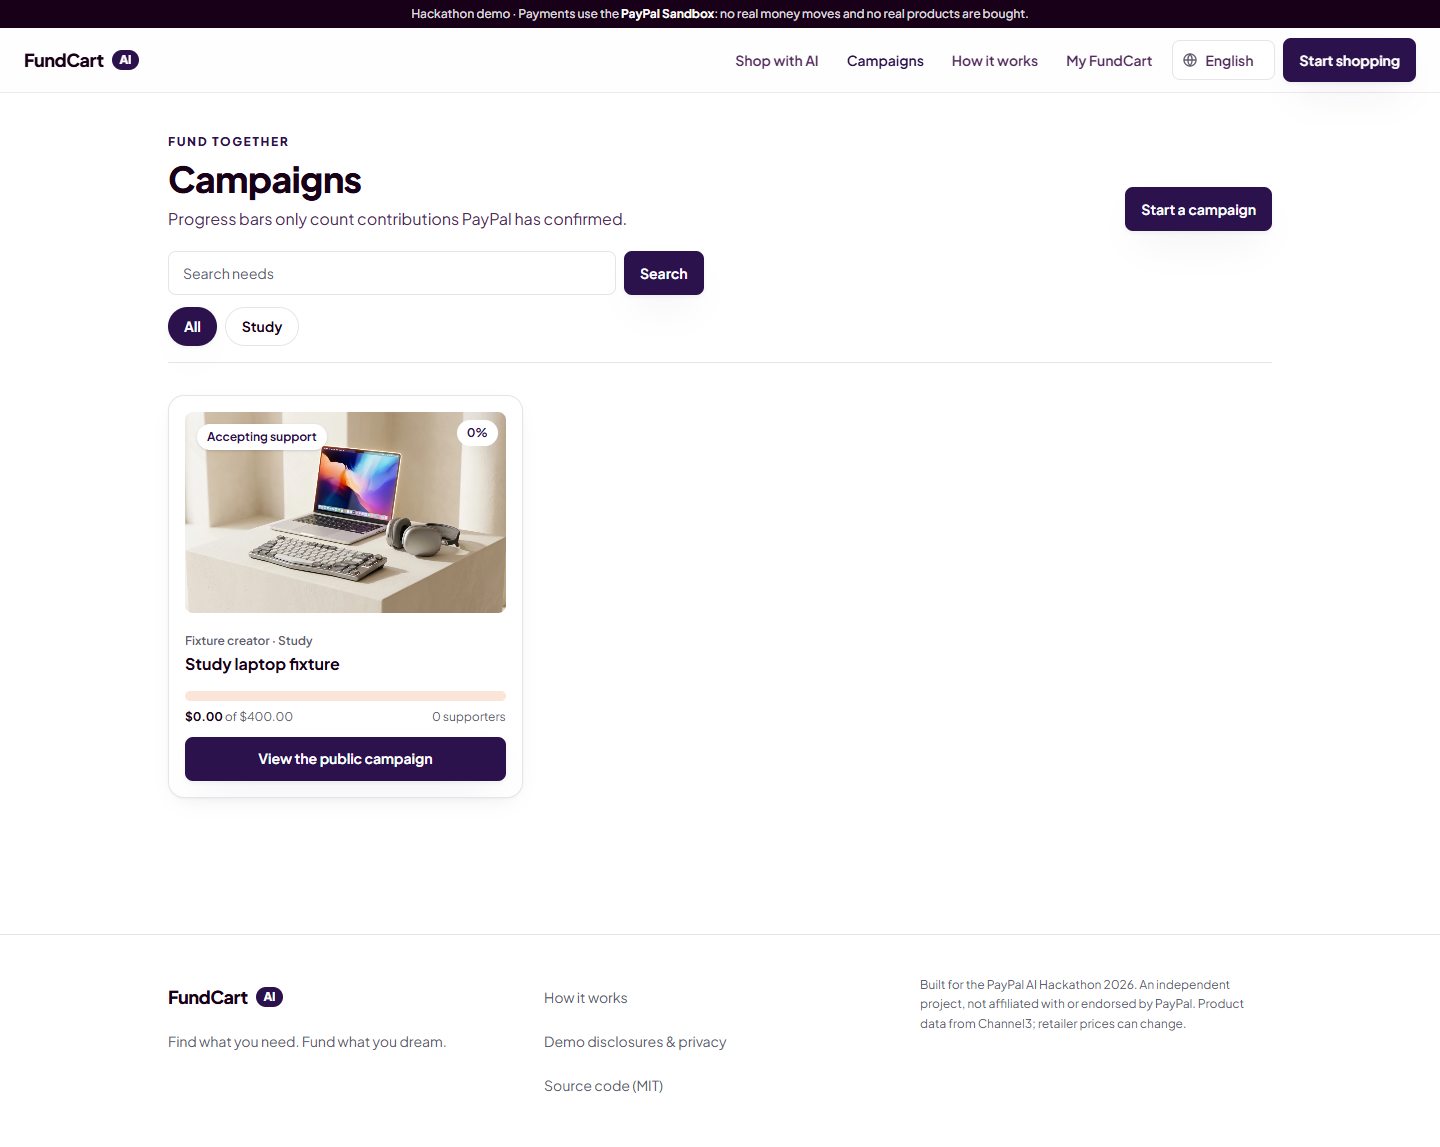 Hackathon demo · Payments use the PayPal Sandbox: no real money moves and no real products are bought.
FundCart AI
Shop with AI
Campaigns
How it works
My FundCart
English
Start shopping
FUND TOGETHER
Campaigns
Progress bars only count contributions PayPal has confirmed.
Start a campaign
Search needs
Search
All
Study
Accepting support
0%
Fixture creator · Study
Study laptop fixture
$0.00 of $400.00
0 supporters
View the public campaign
FundCart AI
Find what you need. Fund what you dream.
How it works
Demo disclosures & privacy
Source code (MIT)
Built for the PayPal AI Hackathon 2026. An independent
project, not affiliated with or endorsed by PayPal. Product
data from Channel3; retailer prices can change.